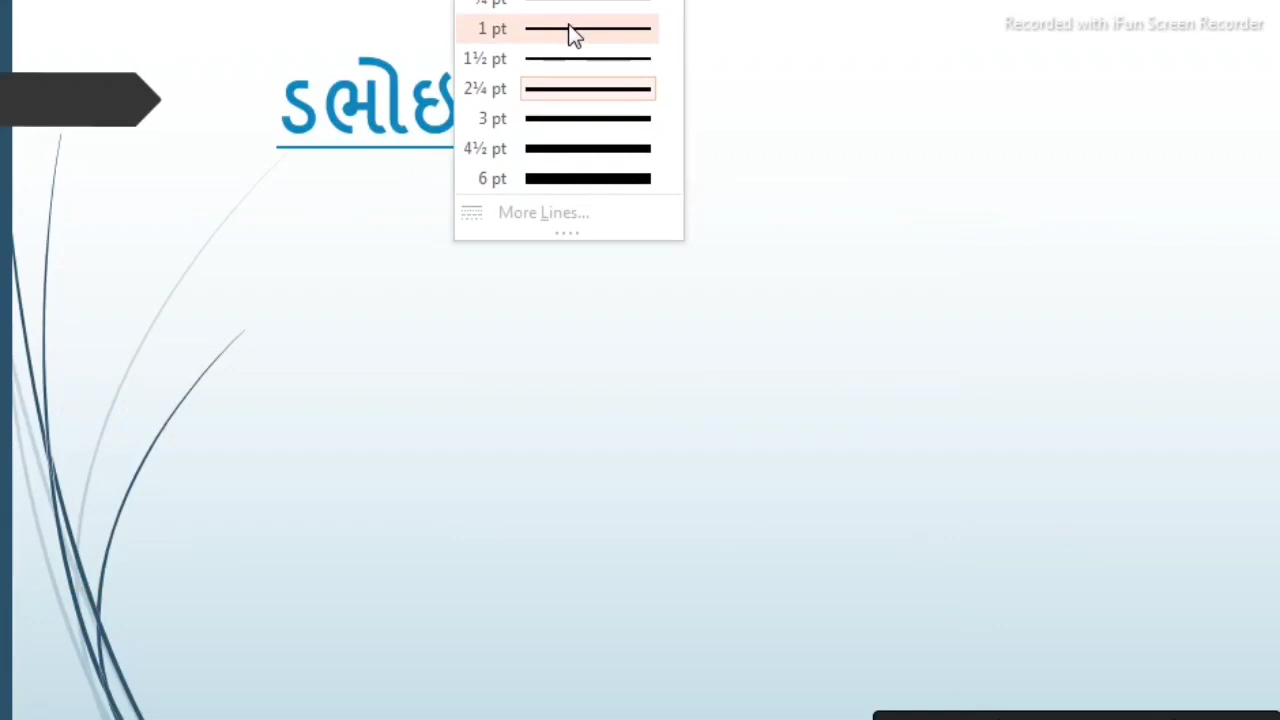 1 pt
Recorded with iFun Screen Recorder
1½ pt
2¼ pt
ડભોઇ
3 pt
4½ pt
6 pt
More Lines...